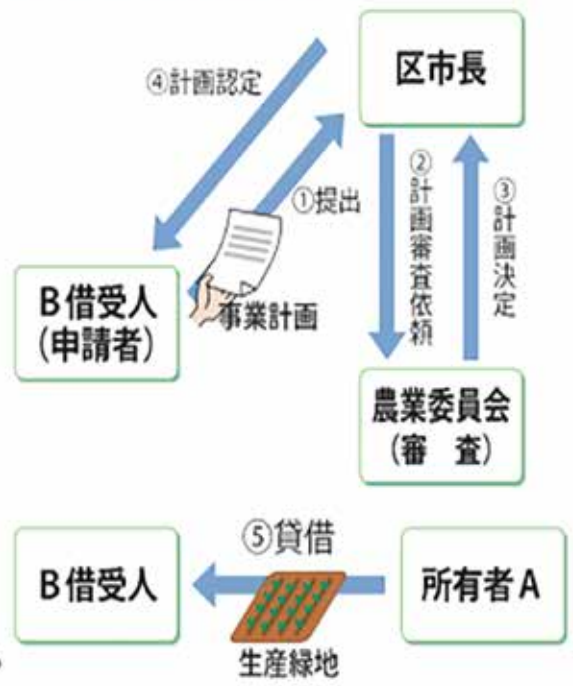 区市長
④計画認定
①提出
②計画審査依頼
③計画決定
B借受人
(申請者)
事業計画
農業委員会
(審　査)
⑤貸借
B借受人
所有者A
生産緑地